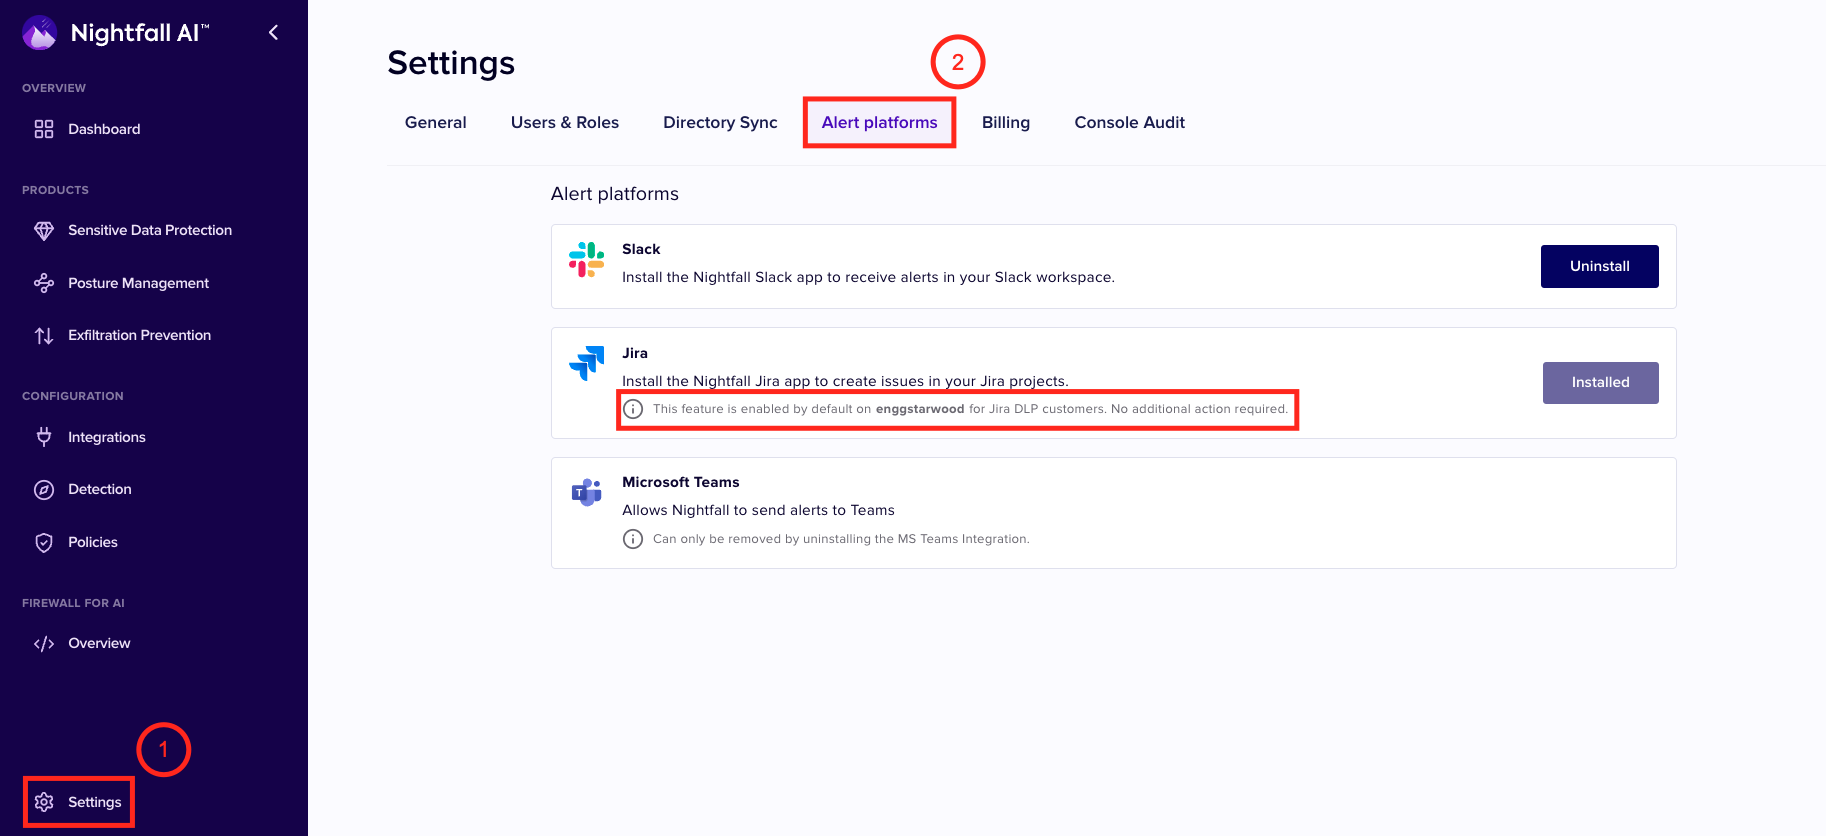 Nightfall AI™
OVERVIEW
Dashboard
PRODUCTS
Sensitive Data Protection
Posture Management
Exfiltration Prevention
CONFIGURATION
Integrations
Detection
Policies
FIREWALL FOR AI
Overview
1
Settings
Settings
2
General
Users & Roles
Directory Sync
Alert platforms
Billing
Console Audit
Alert platforms
Slack
Install the Nightfall Slack app to receive alerts in your Slack workspace.
Uninstall
Jira
Install the Nightfall Jira app to create issues in your Jira projects.
This feature is enabled by default on enggstarwood for Jira DLP customers. No additional action required.
Installed
T
Microsoft Teams
Allows Nightfall to send alerts to Teams
Can only be removed by uninstalling the MS Teams Integration.